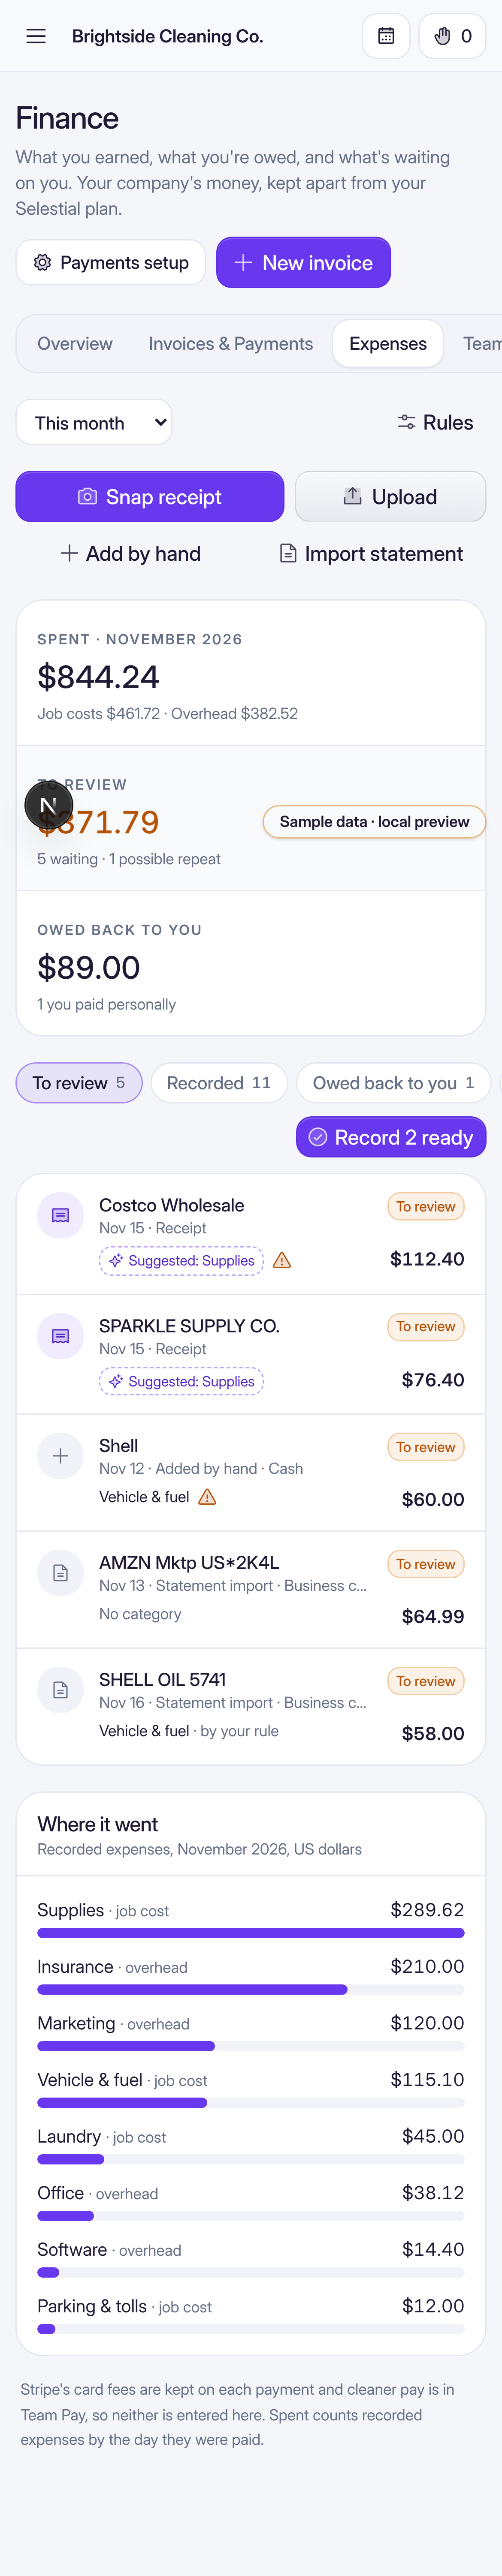 Brightside Cleaning Co.
0
Finance
What you earned, what you're owed, and what's waiting
on you. Your company's money, kept apart from your
Selestial plan.
Payments setup
New invoice
Overview
Invoices & Payments
Expenses
Team
This month
Rules
Snap receipt
Upload
Add by hand
Import statement
SPENT · NOVEMBER 2026
$844.24
Job costs $461.72 · Overhead $382.52
TO REVIEW
N
$371.79
Sample data · local preview
5 waiting · 1 possible repeat
OWED BACK TO YOU
$89.00
1 you paid personally
To review 5
Recorded 11
Owed back to you 1
Record 2 ready
Costco Wholesale
To review
Nov 15 · Receipt
Suggested: Supplies
$112.40
SPARKLE SUPPLY CO.
To review
Nov 15 · Receipt
Suggested: Supplies
$76.40
Shell
To review
Nov 12 · Added by hand · Cash
Vehicle & fuel
$60.00
AMZN Mktp US*2K4L
To review
Nov 13 · Statement import · Business c...
No category
$64.99
SHELL OIL 5741
To review
Nov 16 · Statement import · Business c...
Vehicle & fuel · by your rule
$58.00
Where it went
Recorded expenses, November 2026, US dollars
Supplies · job cost
$289.62
Insurance · overhead
$210.00
Marketing · overhead
$120.00
Vehicle & fuel · job cost
$115.10
Laundry · job cost
$45.00
Office · overhead
$38.12
Software · overhead
$14.40
Parking & tolls · job cost
$12.00
Stripe's card fees are kept on each payment and cleaner pay is in
Team Pay, so neither is entered here. Spent counts recorded
expenses by the day they were paid.